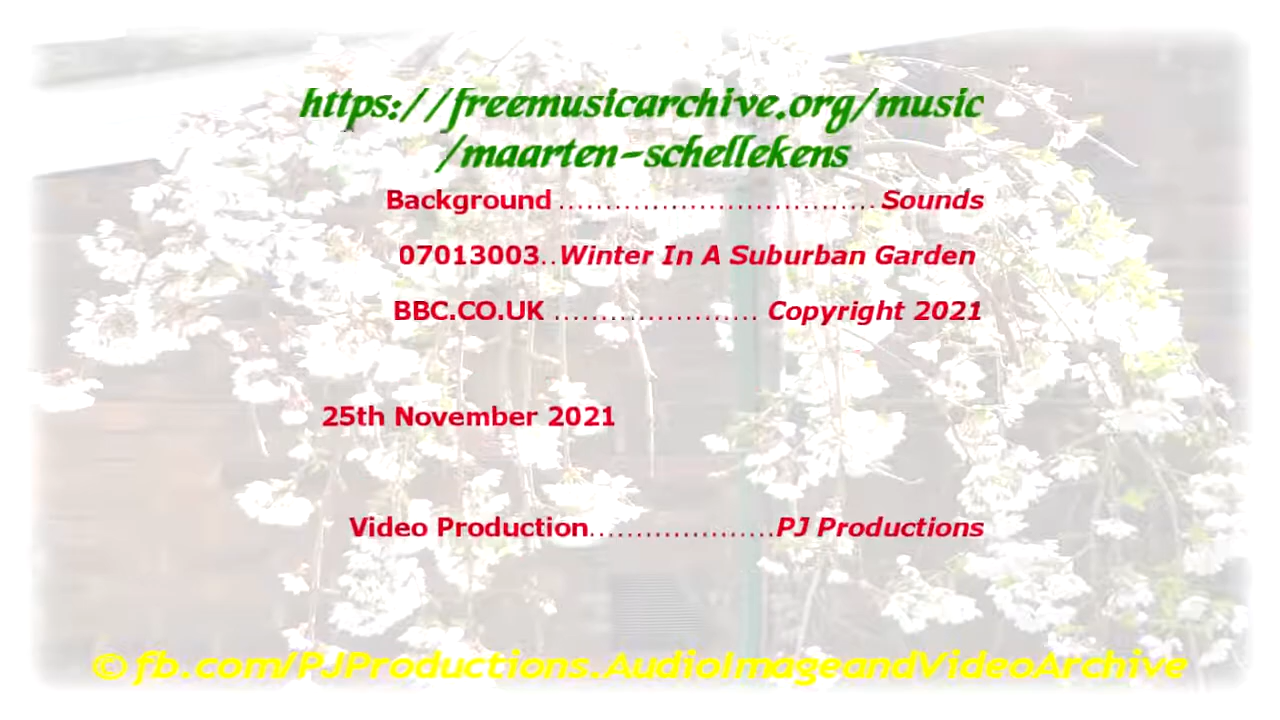 https://freemusicarchive.org/music
/maarten-schellekens
Background..................................Sounds
07013003..Winter In A Suburban Garden
BBC.CO.UK ...................... Copyright 2021
25th November 2021
Video Production....................PJ Productions
© fb.com/PJProductions.AudioImageandVideoArchive